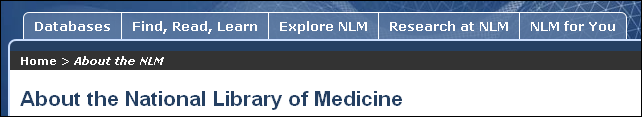 Databases Find, Read, Learn Explore NLM Research at NLM NLM for You
Home > About the NLM
About the National Library of Medicine